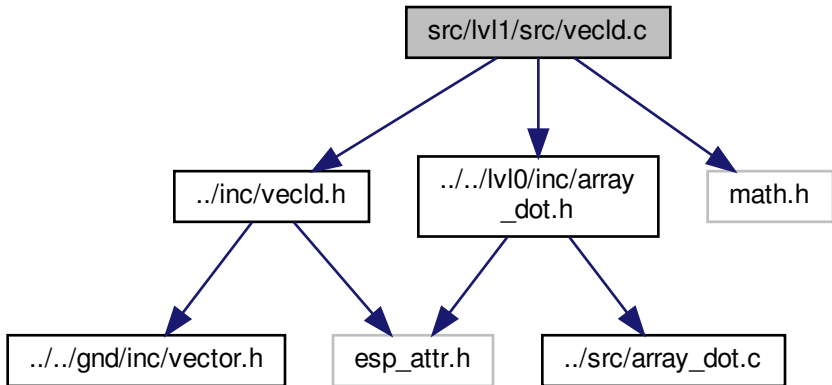 src/lvl1/src/vecld.c
../inc/vecld.h
../../lvl0/inc/array
_dot.h
math.h
../../gnd/inc/vector.h
esp_attr.h
../src/array_dot.c